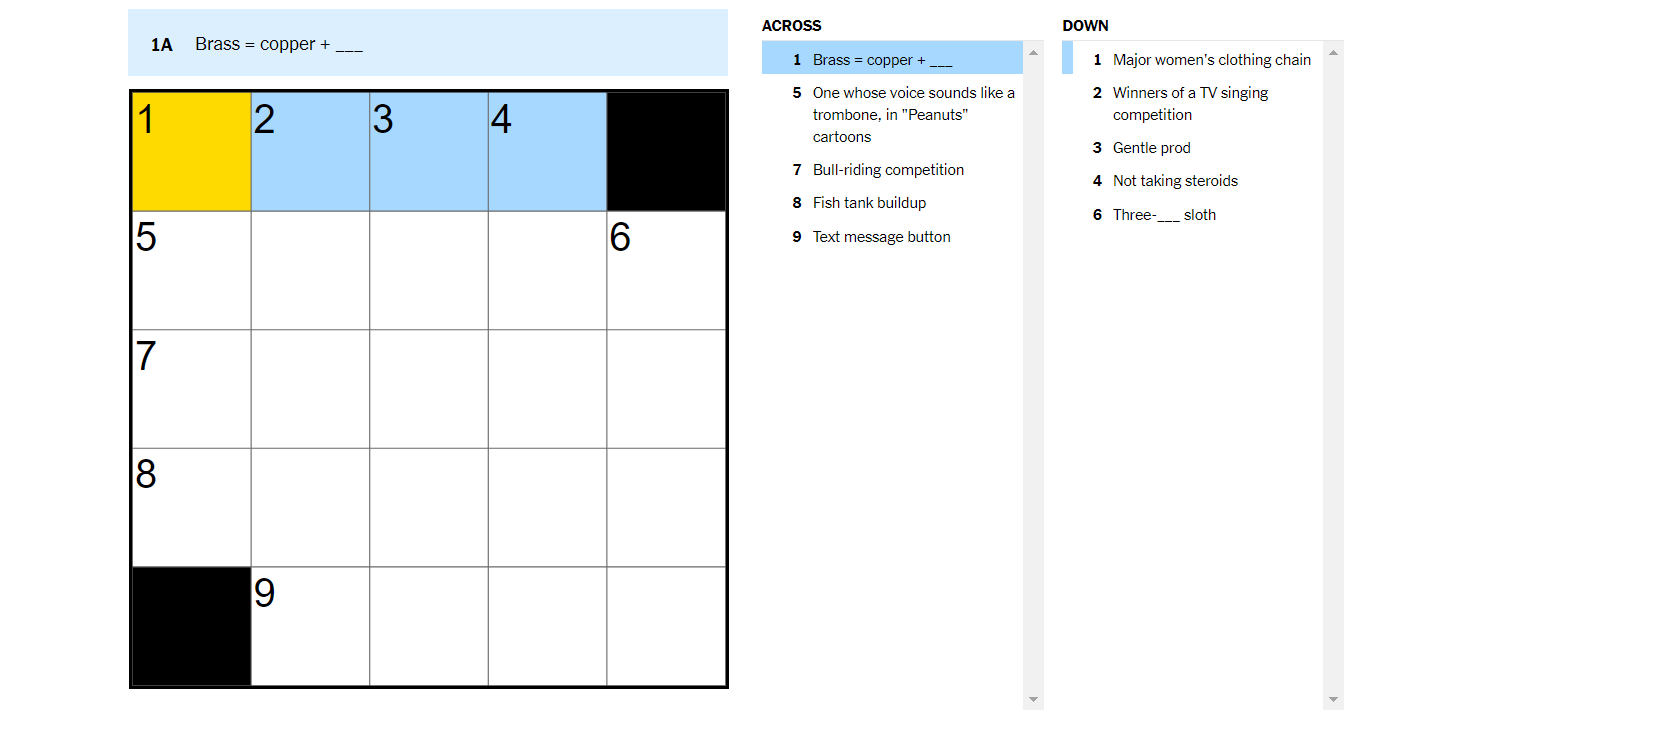 1A Brass = copper + ___
1 2 3 4
5 6
7
8
9
ACROSS
1 Brass = copper + ___
5 One whose voice sounds like a
trombone, in "Peanuts"
cartoons
7 Bull-riding competition
8 Fish tank buildup
9 Text message button
DOWN
1 Major women's clothing chain
2 Winners of a TV singing
competition
3 Gentle prod
4 Not taking steroids
6 Three-___ sloth